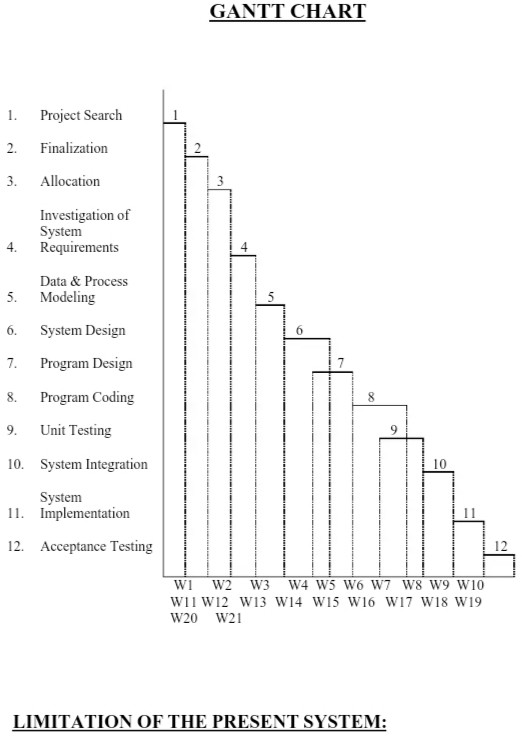 GANTT CHART
1. Project Search 1
2. Finalization 2
3. Allocation 3
Investigation of
System
4. Requirements 4
Data & Process
5. Modeling 5
6. System Design 6
7. Program Design 7
8. Program Coding 8
9. Unit Testing 9
10. System Integration 10
System
11. Implementation 11
12. Acceptance Testing 12
W1 W2 W3 W4 W5 W6 W7 W8 W9 W10
W11 W12 W13 W14 W15 W16 W17 W18 W19
W20 W21
LIMITATION OF THE PRESENT SYSTEM: